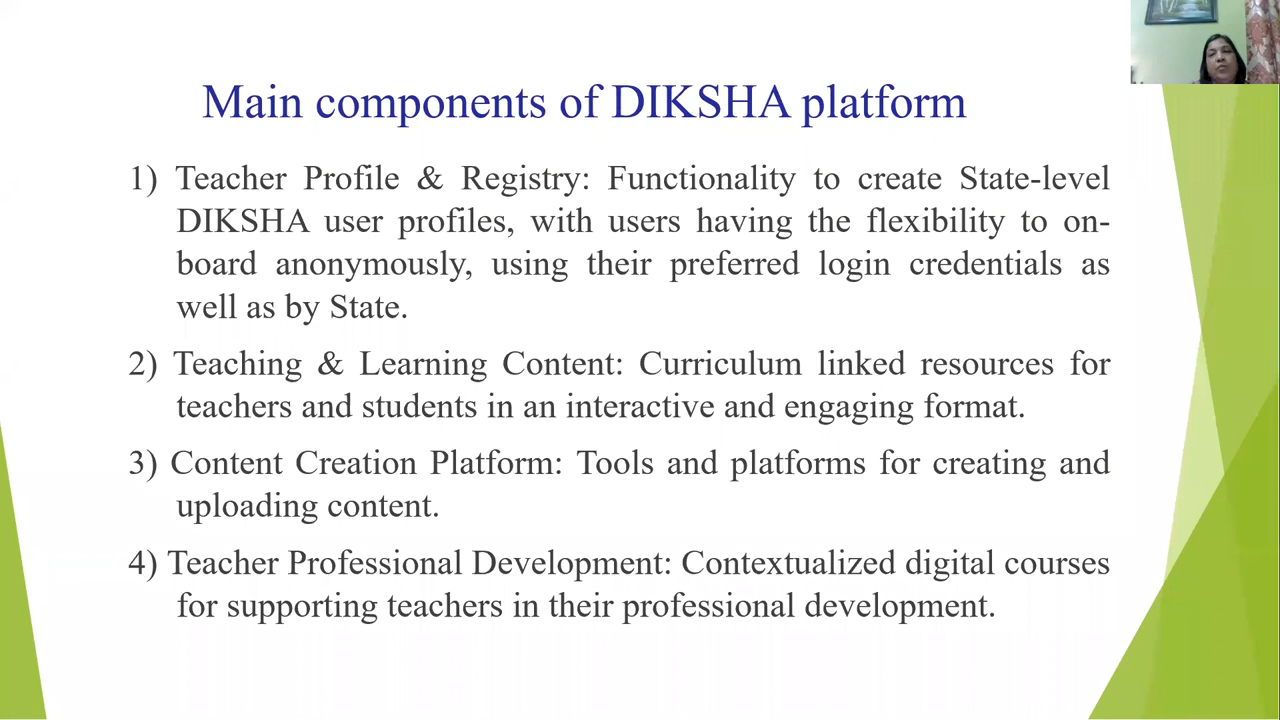 Main components of DIKSHA platform
1) Teacher Profile & Registry: Functionality to create State-level
DIKSHA user profiles, with users having the flexibility to on-
board anonymously, using their preferred login credentials as
well as by State.
2) Teaching & Learning Content: Curriculum linked resources for
teachers and students in an interactive and engaging format.
3) Content Creation Platform: Tools and platforms for creating and
uploading content.
4) Teacher Professional Development: Contextualized digital courses
for supporting teachers in their professional development.